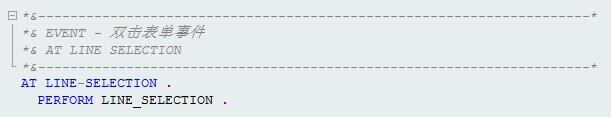 *&---------------------------------------------------------------------*
*& EVENT - 双击表单事件
*& AT LINE SELECTION
*&---------------------------------------------------------------------*
AT LINE-SELECTION .
PERFORM LINE_SELECTION .